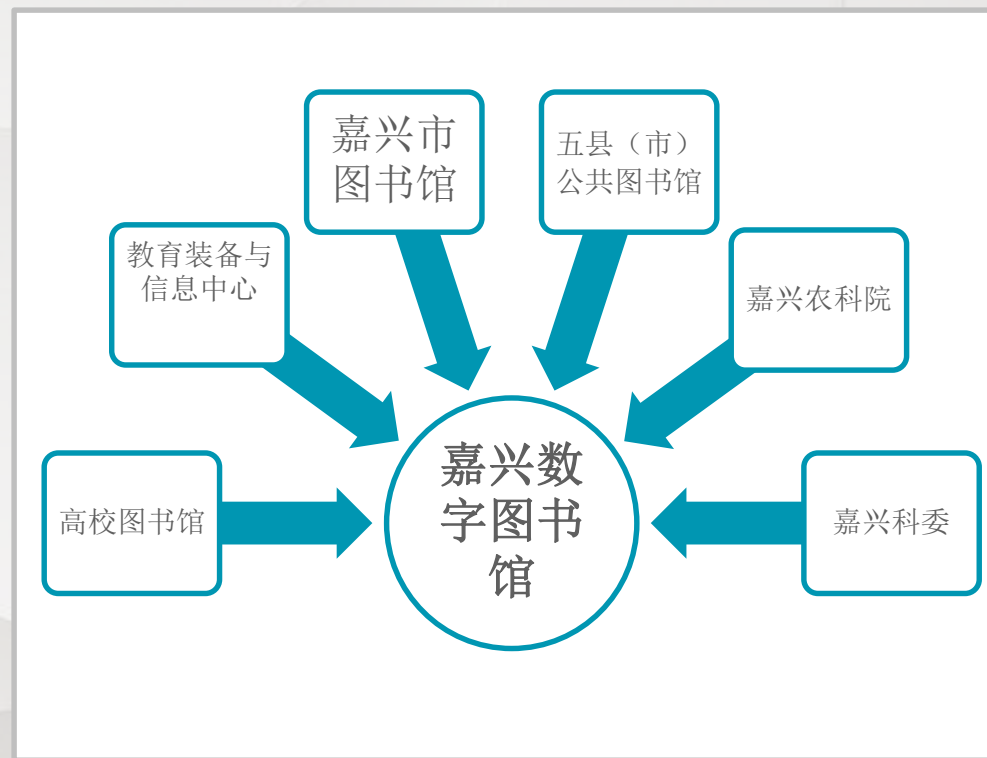 嘉兴市
图书馆
五县（市）
公共图书馆
教育装备与
信息中心
嘉兴农科院
高校图书馆
嘉兴数
字图书
馆
嘉兴科委